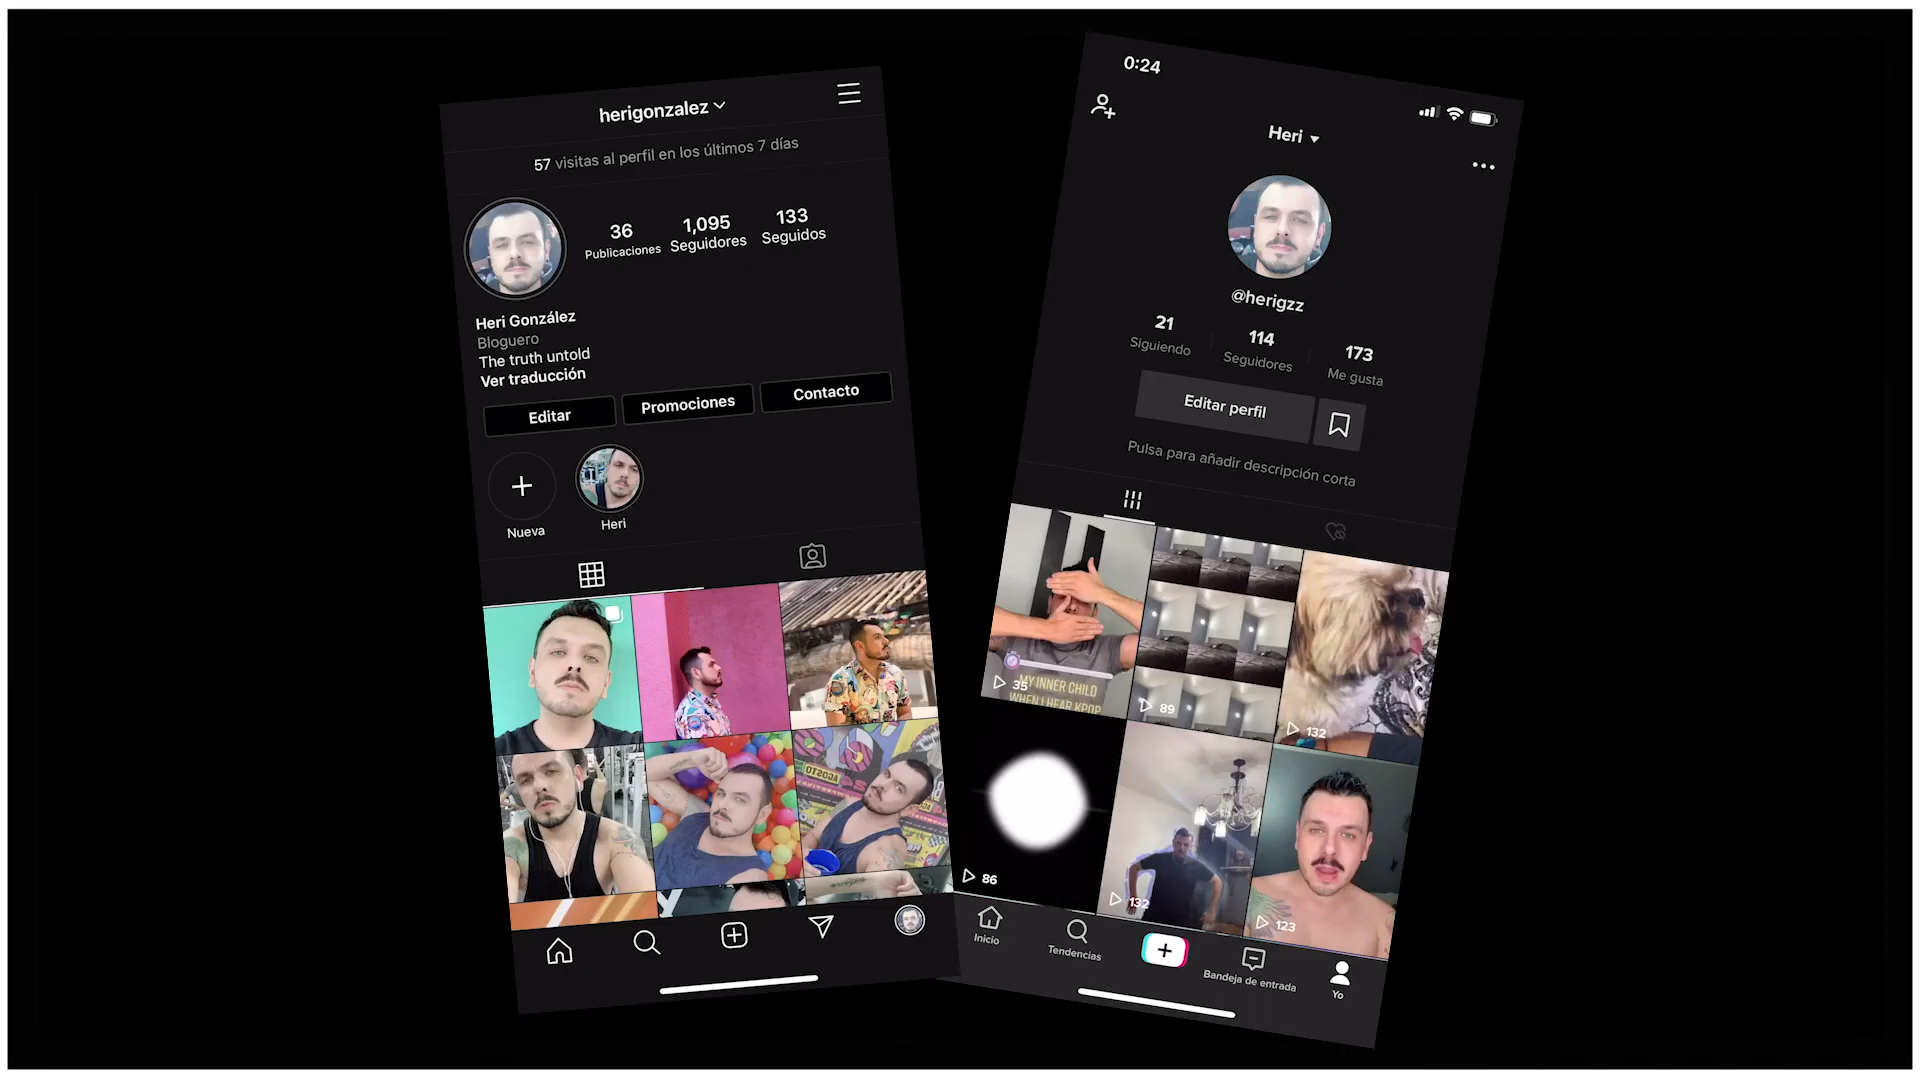 herigonzalez
57 visitas al perfil en los últimos 7 días
36 1,095 133
Publicaciones Seguidores Seguidos
Heri González
Bloguero
The truth untold
Ver traducción
Editar Promociones Contacto
Nueva Heri
AGOSTO
0:24
Heri
@herigzz
21 114 173
Siguiendo Seguidores Me gusta
Editar perfil
Pulsa para añadir descripción corta
MY INNER CHILD
WHEN I HEAR KPOP
35 89 132
86 132 123
Inicio Tendencias Bandeja de entrada Yo